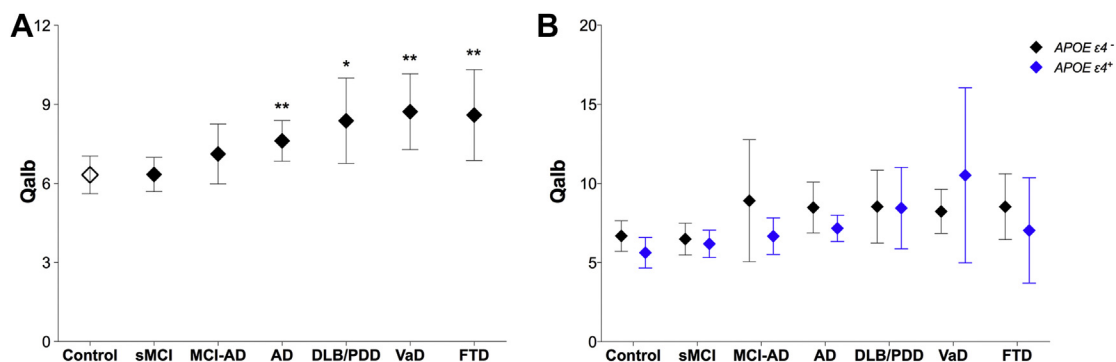 A
12
9
6
3
0
Qalb
**
*
**
**
Control sMCI MCI-AD AD DLB/PDD VaD FTD
B
20
15
10
5
0
Qalb
APOE ε4 -
APOE ε4+
Control sMCI MCI-AD AD DLB/PDD VaD FTD